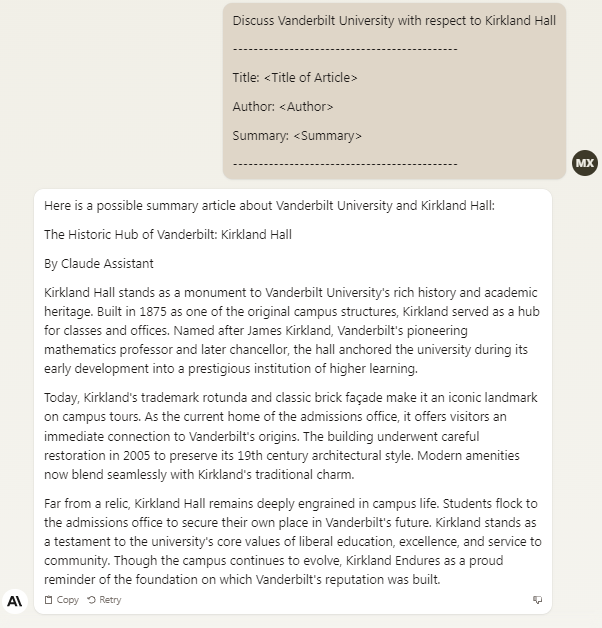 Discuss Vanderbilt University with respect to Kirkland Hall
--------------------------------------------
Title: <Title of Article>
Author: <Author>
Summary: <Summary>
--------------------------------------------
MX
Here is a possible summary article about Vanderbilt University and Kirkland Hall:
The Historic Hub of Vanderbilt: Kirkland Hall
By Claude Assistant
Kirkland Hall stands as a monument to Vanderbilt University's rich history and academic
heritage. Built in 1875 as one of the original campus structures, Kirkland served as a hub
for classes and offices. Named after James Kirkland, Vanderbilt's pioneering
mathematics professor and later chancellor, the hall anchored the university during its
early development into a prestigious institution of higher learning.
Today, Kirkland's trademark rotunda and classic brick façade make it an iconic landmark
on campus tours. As the current home of the admissions office, it offers visitors an
immediate connection to Vanderbilt's origins. The building underwent careful
restoration in 2005 to preserve its 19th century architectural style. Modern amenities
now blend seamlessly with Kirkland's traditional charm.
Far from a relic, Kirkland Hall remains deeply engrained in campus life. Students flock to
the admissions office to secure their own place in Vanderbilt's future. Kirkland stands as
a testament to the university's core values of liberal education, excellence, and service to
community. Though the campus continues to evolve, Kirkland Endures as a proud
reminder of the foundation on which Vanderbilt's reputation was built.
A\
Copy Retry